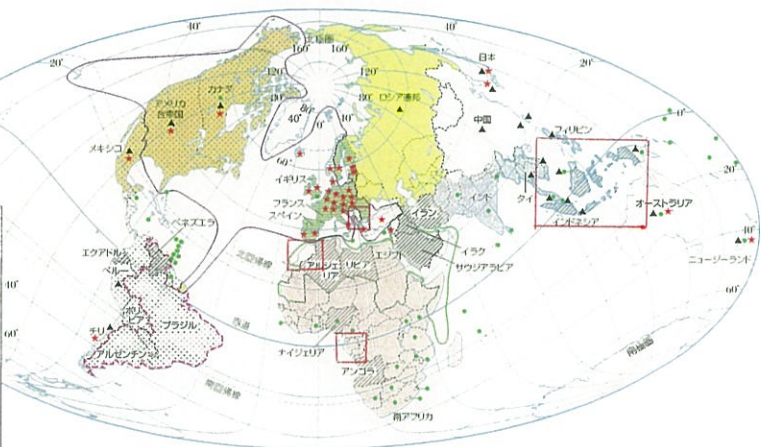 40°
40°
北極圏
160° 160°
日本
20°
120°
120°
20°
カナダ
アメリカ
合衆国
80°
80°
80°
ロシア連邦
0°
40° 0° 40°
中国
フィリピン
メキシコ
60°
イギリス
フランス
スペイン
イラン
インド
タイ
20°
オーストラリア
インドネシア
ベネズエラ
エクアドル
ペルー
北回帰線
アルジェ
リア
リビア
エジプト
イラク
サウジアラビア
ニュージーランド
40°
60°
ボリ
ビア
ブラジル
チリ
アルゼンチン
赤道
ナイジェリア
アンゴラ
南極圏
40°
60°
南回帰線
南アフリカ